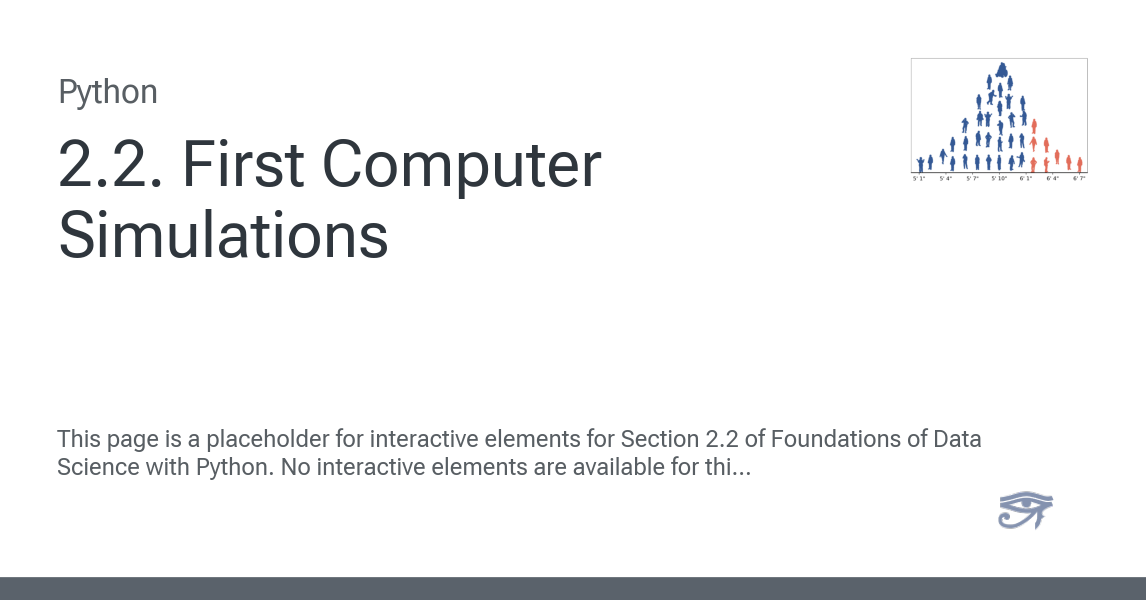 Python
2.2. First Computer
Simulations
5' 1" 5' 4" 5' 7" 5' 10" 6' 1" 6' 4" 6' 7"
This page is a placeholder for interactive elements for Section 2.2 of Foundations of Data
Science with Python. No interactive elements are available for thi...